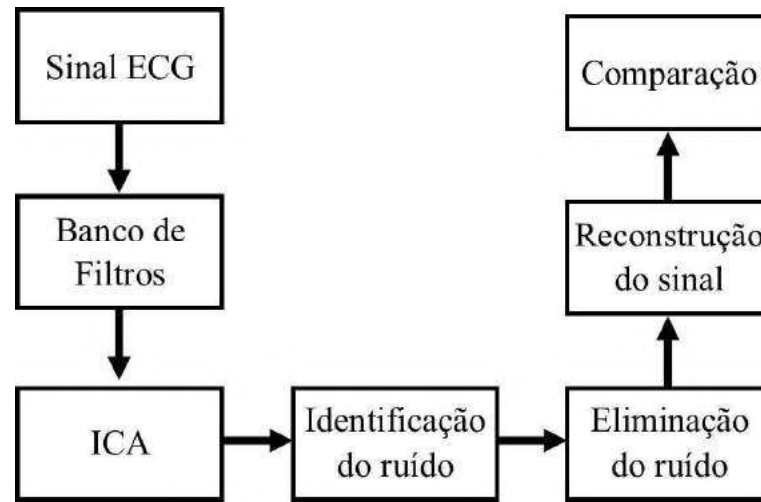 Sinal ECG
Banco de
Filtros
ICA
Identificação
do ruído
Eliminação
do ruído
Reconstrução
do sinal
Comparação